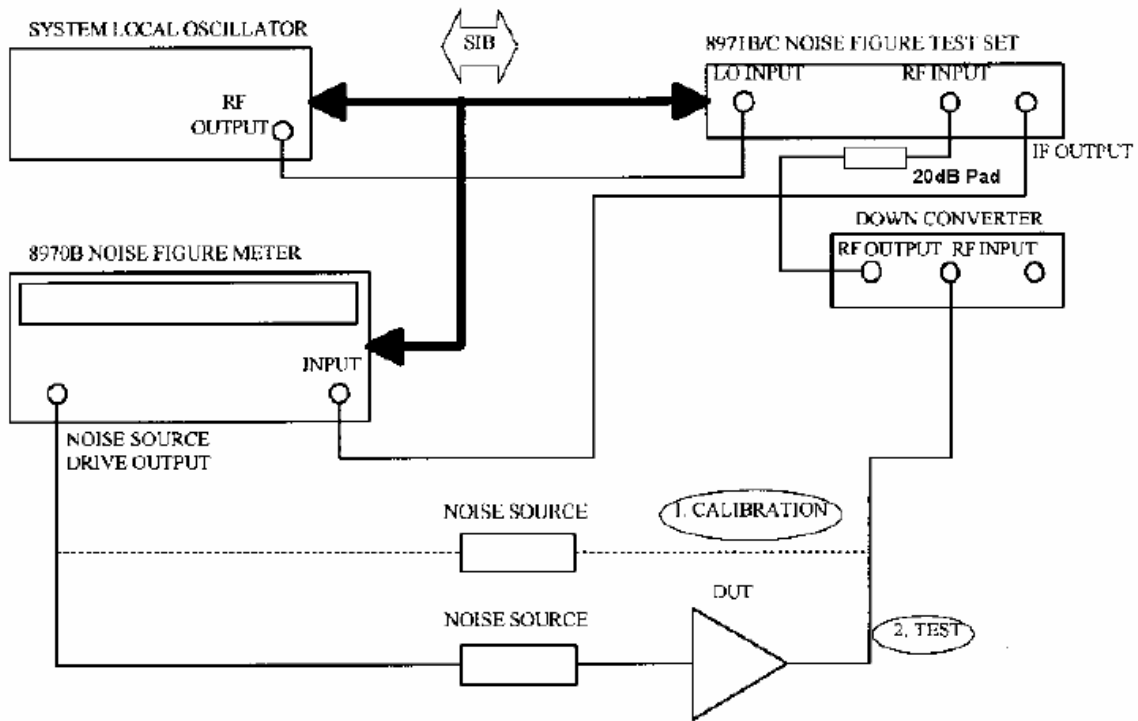 SYSTEM LOCAL OSCILLATOR
SIB
8971B/C NOISE FIGURE TEST SET
LO INPUT
RF INPUT
RF
OUTPUT
IF OUTPUT
20dB Pad
DOWN CONVERTER
RF OUTPUT
RF INPUT
8970B NOISE FIGURE METER
INPUT
NOISE SOURCE
DRIVE OUTPUT
NOISE SOURCE
1. CALIBRATION
DUT
NOISE SOURCE
2. TEST